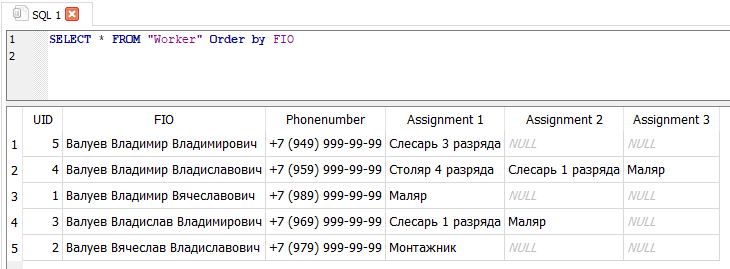 SQL 1
1 SELECT * FROM "Worker" Order by FIO
2
UID FIO Phonenumber Assignment 1 Assignment 2 Assignment 3
1 5 Валуев Владимир Владимирович +7 (949) 999-99-99 Слесарь 3 разряда NULL NULL
2 4 Валуев Владимир Владиславович +7 (959) 999-99-99 Столяр 4 разряда Слесарь 1 разряда Маляр
3 1 Валуев Владимир Вячеславович +7 (989) 999-99-99 Маляр NULL NULL
4 3 Валуев Владислав Владимирович +7 (969) 999-99-99 Слесарь 1 разряда Маляр NULL
5 2 Валуев Вячеслав Владиславович +7 (979) 999-99-99 Монтажник NULL NULL